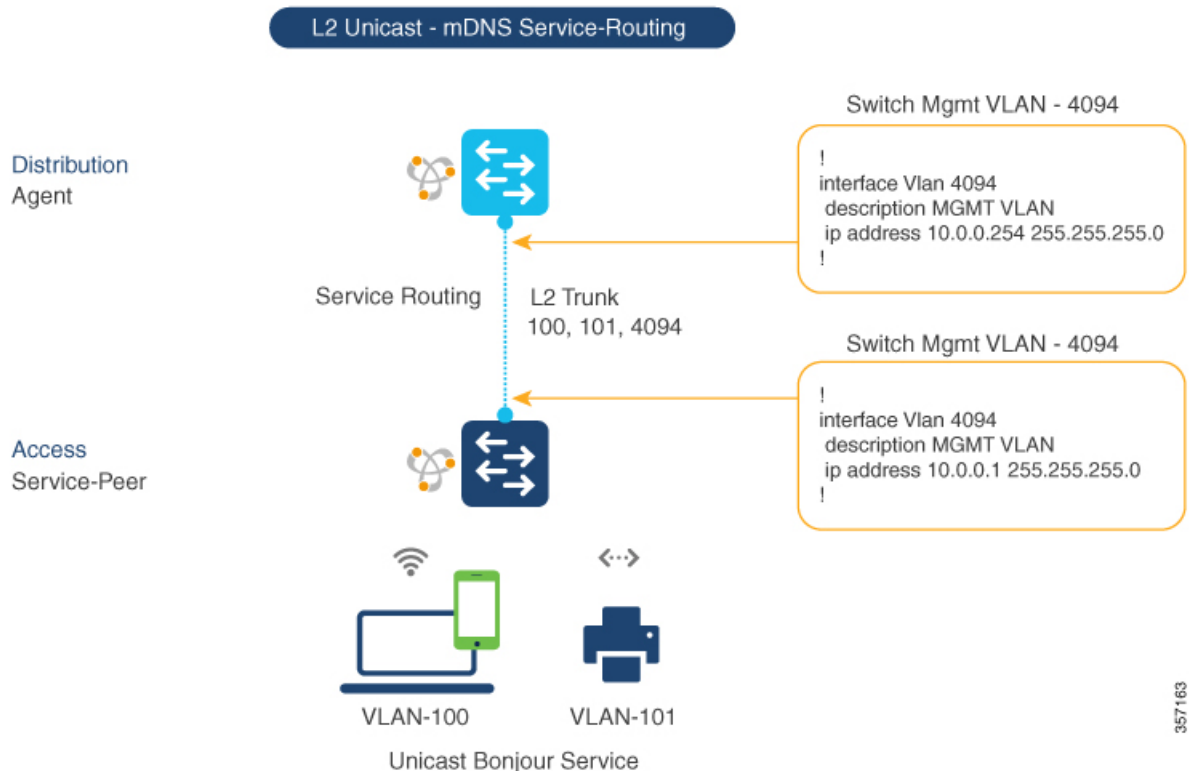 L2 Unicast - mDNS Service-Routing
Switch Mgmt VLAN - 4094
!
interface Vlan 4094
description MGMT VLAN
ip address 10.0.0.254 255.255.255.0
!
Distribution
Agent
Service Routing
L2 Trunk
100, 101, 4094
Switch Mgmt VLAN - 4094
!
interface Vlan 4094
description MGMT VLAN
ip address 10.0.0.1 255.255.255.0
!
Access
Service-Peer
VLAN-100
VLAN-101
Unicast Bonjour Service
357163